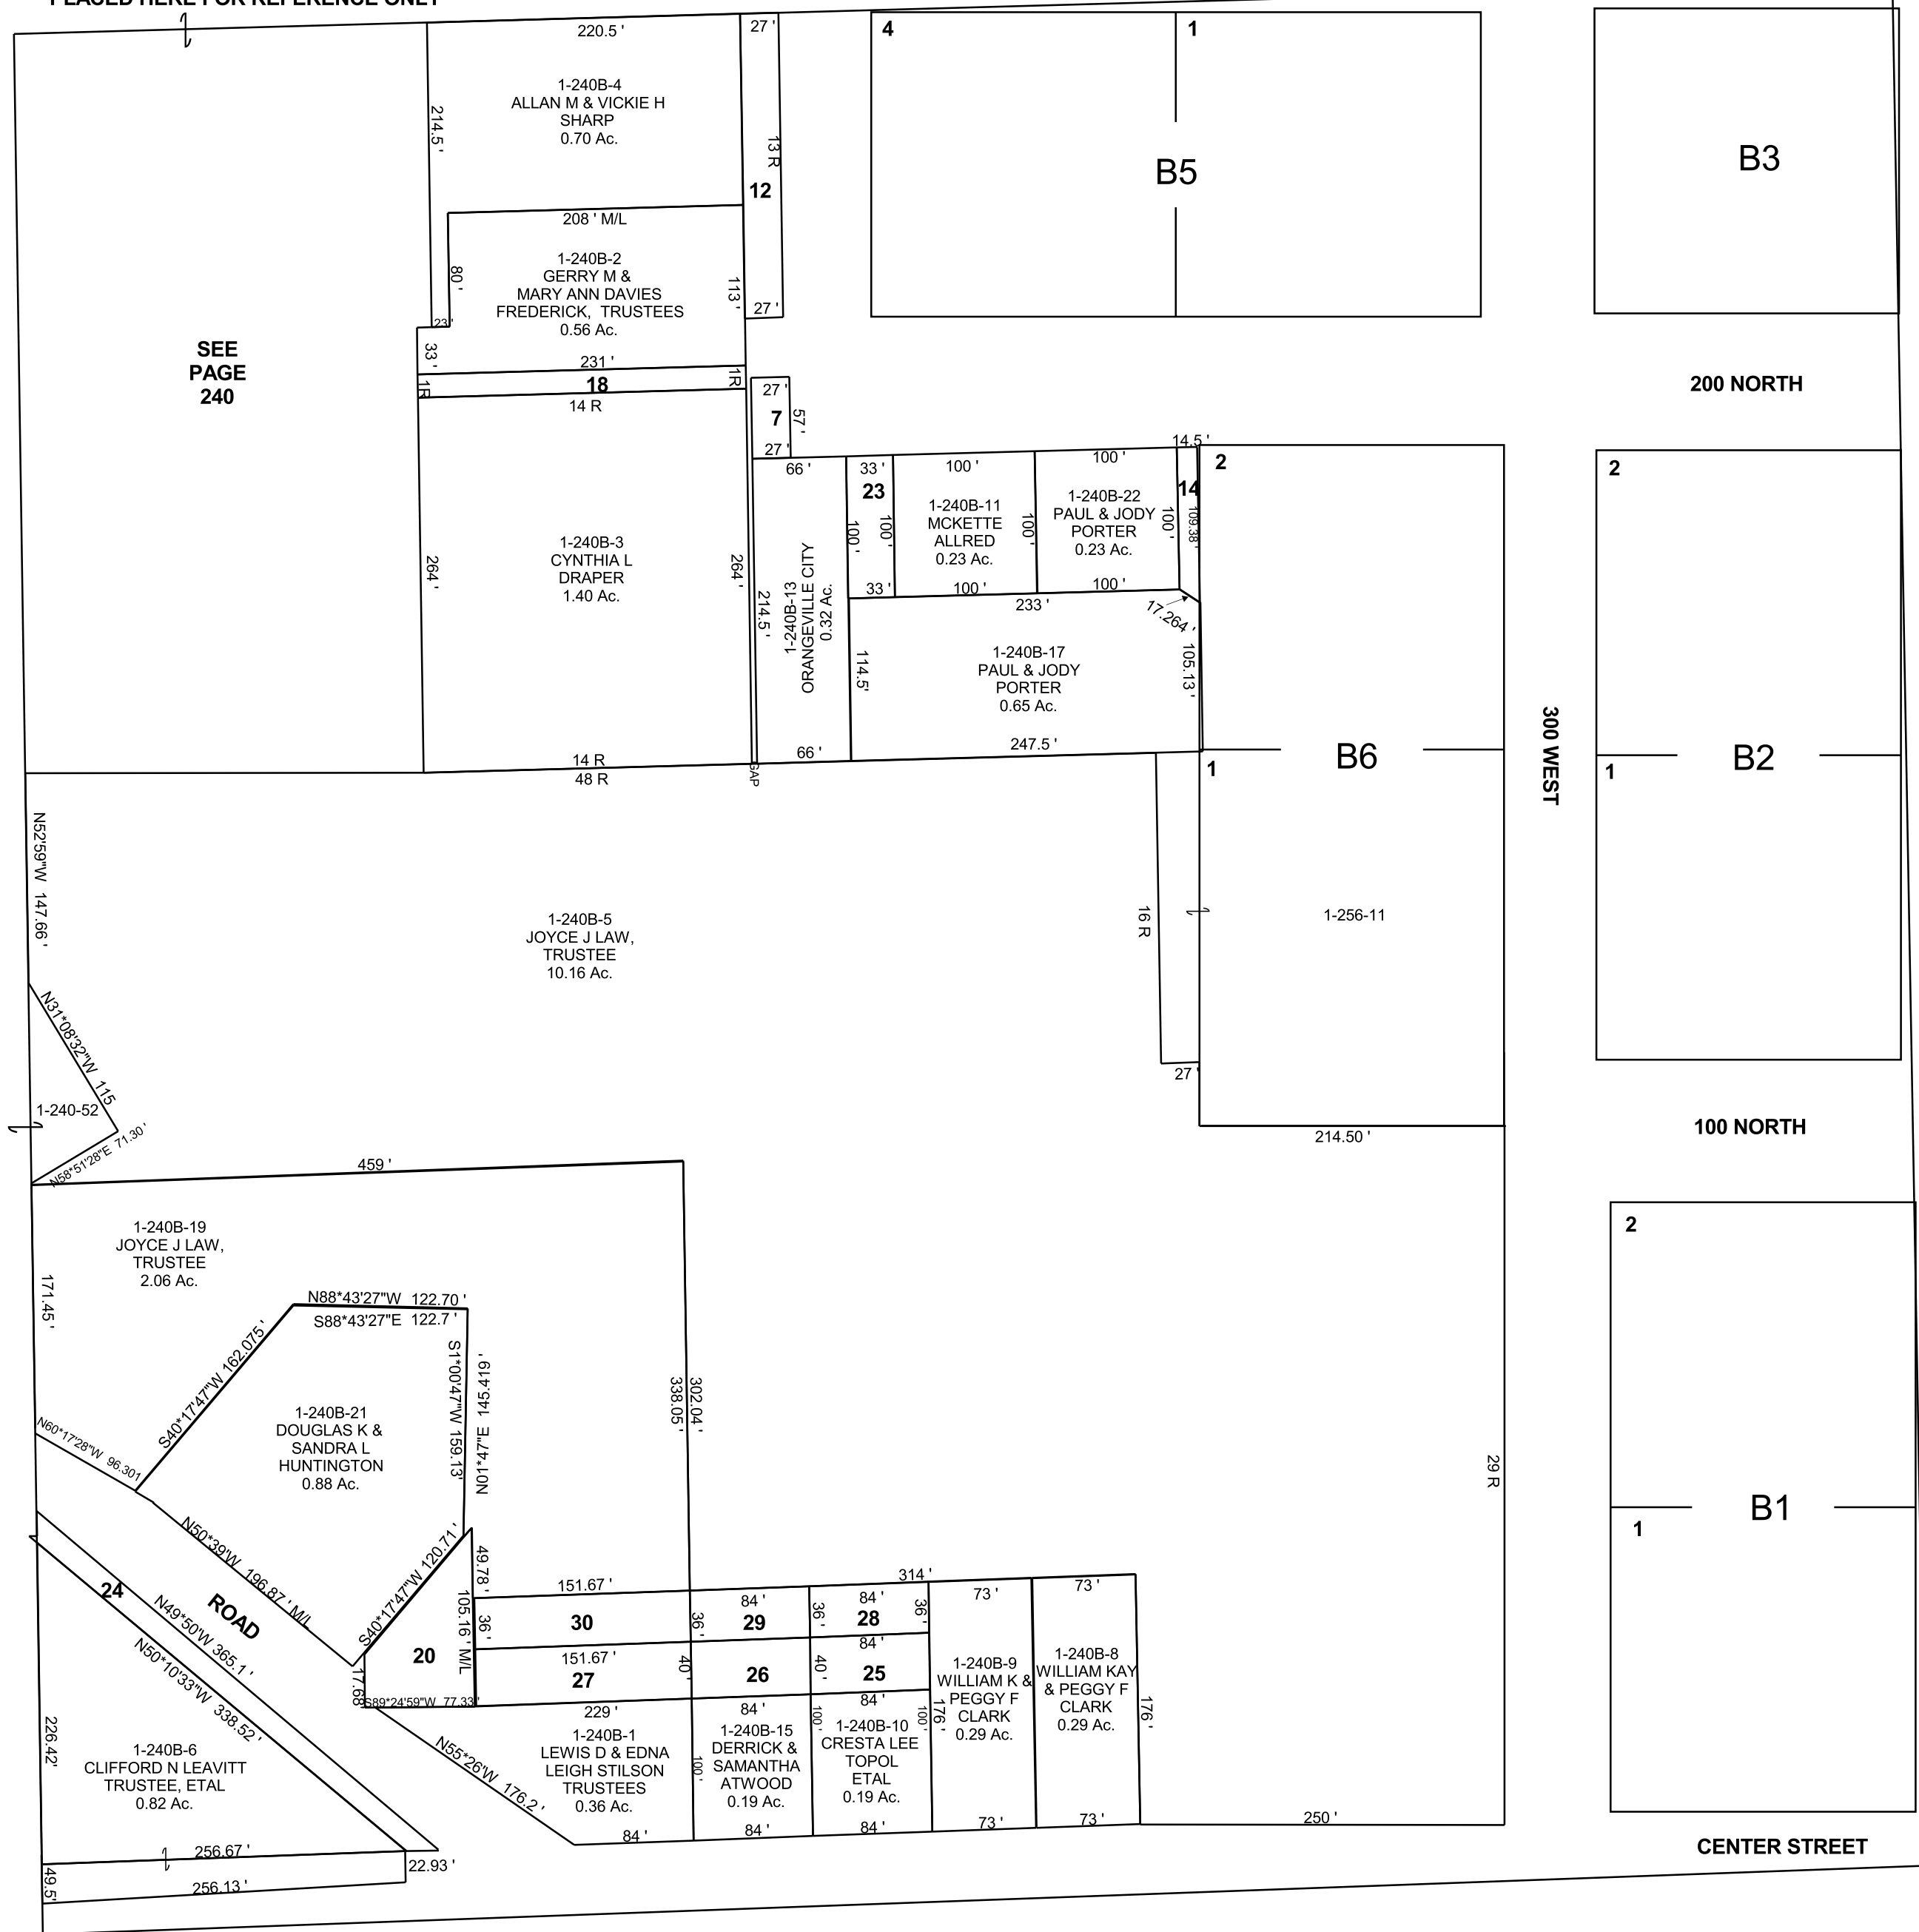 PLACED HERE FOR REFERENCE ONLY
220.5 '
27 '
4
1
1-240B-4
ALLAN M & VICKIE H
SHARP
0.70 Ac.
214.5 '
13 R
12
B5
B3
208 ' M/L
1-240B-2
GERRY M &
MARY ANN DAVIES
FREDERICK,  TRUSTEES
0.56 Ac.
80 '
113 '
27 '
23 '
33 '
231 '
SEE
PAGE
240
1R
18
1R
14 R
27 '
7
57 '
27 '
200 NORTH
14.5 '
66 '
33 '
100 '
100 '
2
2
23
14
1-240B-11
MCKETTE
ALLRED
0.23 Ac.
1-240B-22
PAUL & JODY
PORTER
0.23 Ac.
100 '
100 '
100 '
100 '
109.38 '
1-240B-3
CYNTHIA L
DRAPER
1.40 Ac.
264 '
264 '
214.5 '
1-240B-13
ORANGEVILLE CITY
0.32 Ac.
33 '
100 '
100 '
233 '
17.264 '
1-240B-17
PAUL & JODY
PORTER
0.65 Ac.
114.5'
105.13 '
247.5 '
66 '
14 R
48 R
GAP
B6
1
300 WEST
B2
1
N52'59"W  147.66 '
1-240B-5
JOYCE J LAW,
TRUSTEE
10.16 Ac.
16 R
1-256-11
N31*08'32"W  115
1-240-52
N58*51'28"E  71.30 '
27 '
214.50 '
100 NORTH
459 '
2
1-240B-19
JOYCE J LAW,
TRUSTEE
2.06 Ac.
171.45 '
N88*43'27"W  122.70 '
S88*43'27"E  122.7 '
S40*17'47"W 162.075 '
S1*00'47"W 159.13'
N01*47"E  145.419 '
338.05 '
302.04 '
1-240B-21
DOUGLAS K &
SANDRA L
HUNTINGTON
0.88 Ac.
N60*17'28"W  96.301
29 R
B1
1
N50*39'W  196.87 ' M/L
S40*17'47"W 120.71 '
49.78 '
24
ROAD
N49*50'W 365.1 '
N50*10'33"W  338.52 '
105.16 ' M/L
151.67 '
314 '
84 '
84 '
73 '
73 '
36 '
30
36 '
29
36 '
28
36 '
84 '
20
151.67 '
27
40 '
26
40 '
25
17.68'
S89*24'59"W  77.33 '
229 '
84 '
84 '
1-240B-9
WILLIAM K &
PEGGY F
CLARK
0.29 Ac.
1-240B-8
WILLIAM KAY
& PEGGY F
CLARK
0.29 Ac.
176 '
176 '
226.42'
1-240B-6
CLIFFORD N LEAVITT
TRUSTEE, ETAL
0.82 Ac.
N55*26'W  176.2 '
1-240B-1
LEWIS D & EDNA
LEIGH STILSON
TRUSTEES
0.36 Ac.
100 '
1-240B-15
DERRICK &
SAMANTHA
ATWOOD
0.19 Ac.
100 '
1-240B-10
CRESTA LEE
TOPOL
ETAL
0.19 Ac.
100 '
84 '
84 '
84 '
73 '
73 '
250 '
CENTER STREET
256.67 '
22.93 '
49.5'
256.13 '